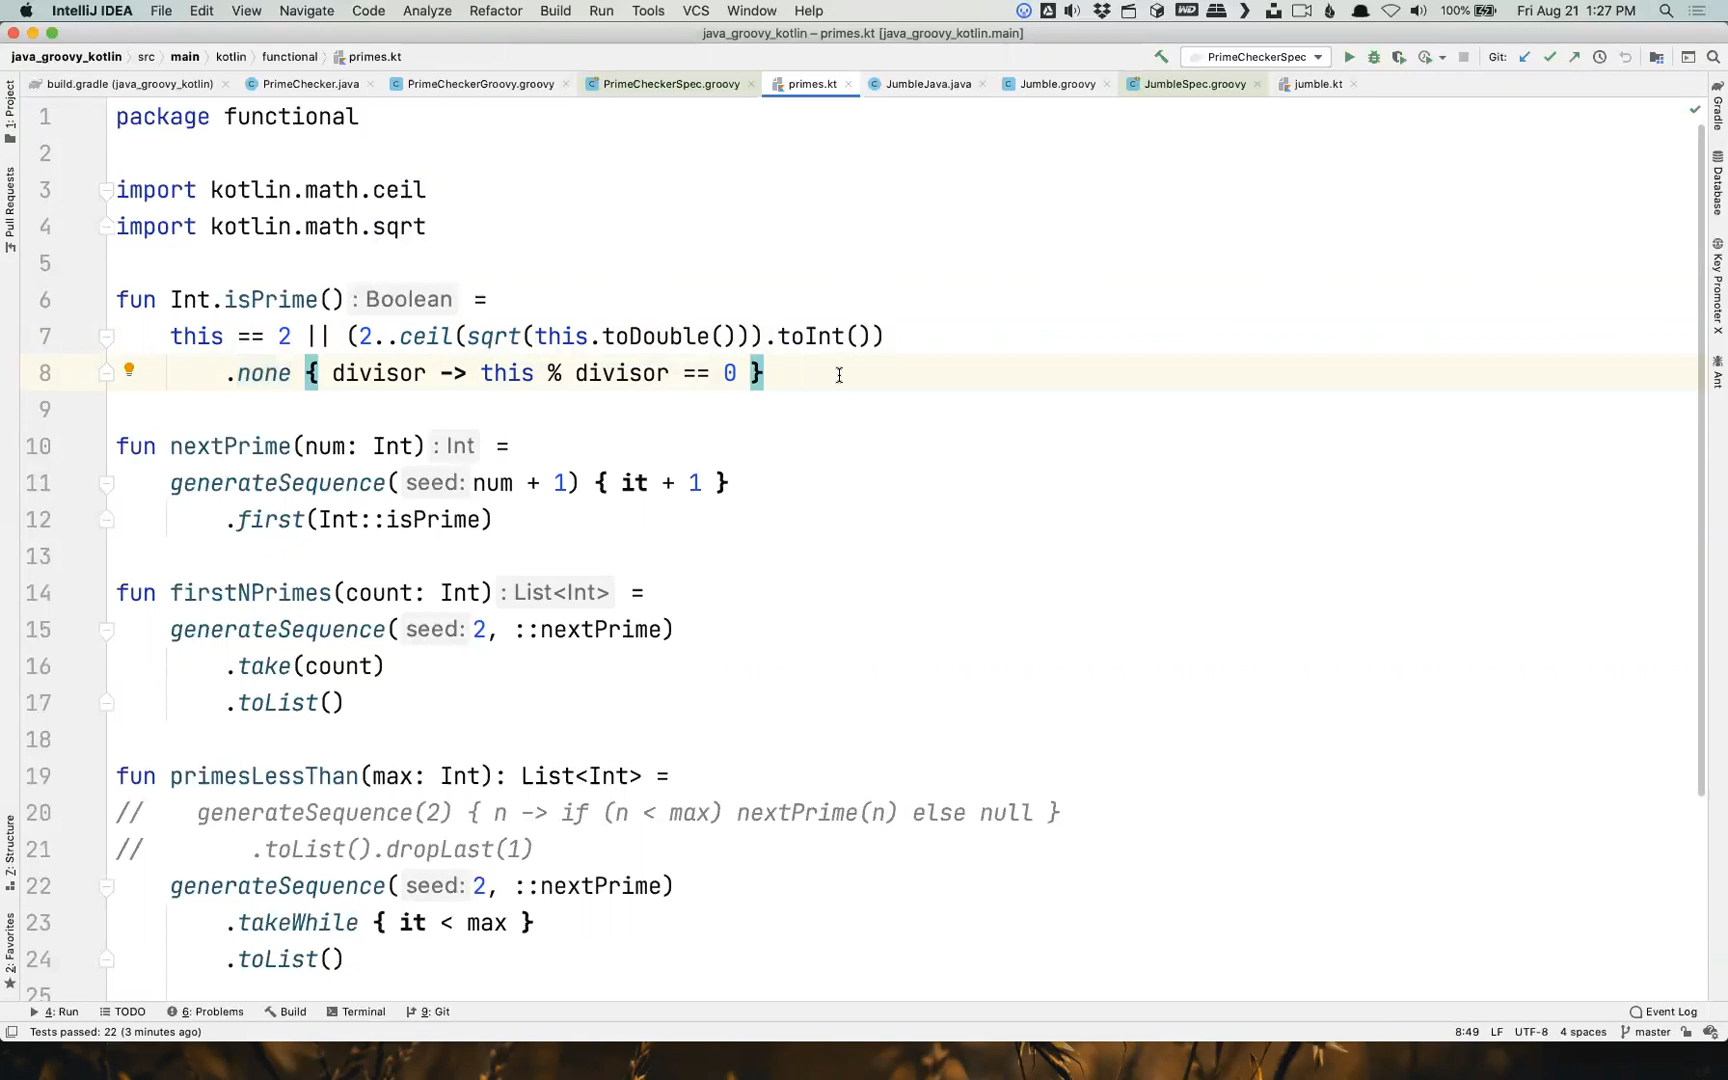 IntelliJ IDEA File Edit View Navigate Code Analyze Refactor Build Run Tools VCS Window Help 100% Fri Aug 21 1:27 PM
java_groovy_kotlin – primes.kt [java_groovy_kotlin.main]
java_groovy_kotlin src main kotlin functional primes.kt PrimeCheckerSpec Git:
build.gradle (java_groovy_kotlin) PrimeChecker.java PrimeCheckerGroovy.groovy PrimeCheckerSpec.groovy primes.kt JumbleJava.java Jumble.groovy JumbleSpec.groovy jumble.kt
1: Project
Pull Requests
Z: Structure
2: Favorites
1 package functional
2
3 import kotlin.math.ceil
4 import kotlin.math.sqrt
5
6 fun Int.isPrime() : Boolean =
7 this == 2 || (2..ceil(sqrt(this.toDouble())).toInt())
8 .none { divisor -> this % divisor == 0 }
9
10 fun nextPrime(num: Int) : Int =
11 generateSequence( seed: num + 1) { it + 1 }
12 .first(Int::isPrime)
13
14 fun firstNPrimes(count: Int) : List<Int> =
15 generateSequence( seed: 2, ::nextPrime)
16 .take(count)
17 .toList()
18
19 fun primesLessThan(max: Int): List<Int> =
20 // generateSequence(2) { n -> if (n < max) nextPrime(n) else null }
21 // .toList().dropLast(1)
22 generateSequence( seed: 2, ::nextPrime)
23 .takeWhile { it < max }
24 .toList()
25
Gradle
Database
Key Promoter X
Ant
4: Run TODO 6: Problems Build Terminal 9: Git Event Log
Tests passed: 22 (3 minutes ago) 8:49 LF UTF-8 4 spaces master